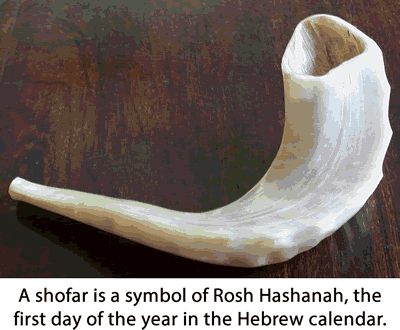 A shofar is a symbol of Rosh Hashanah, the
first day of the year in the Hebrew calendar.